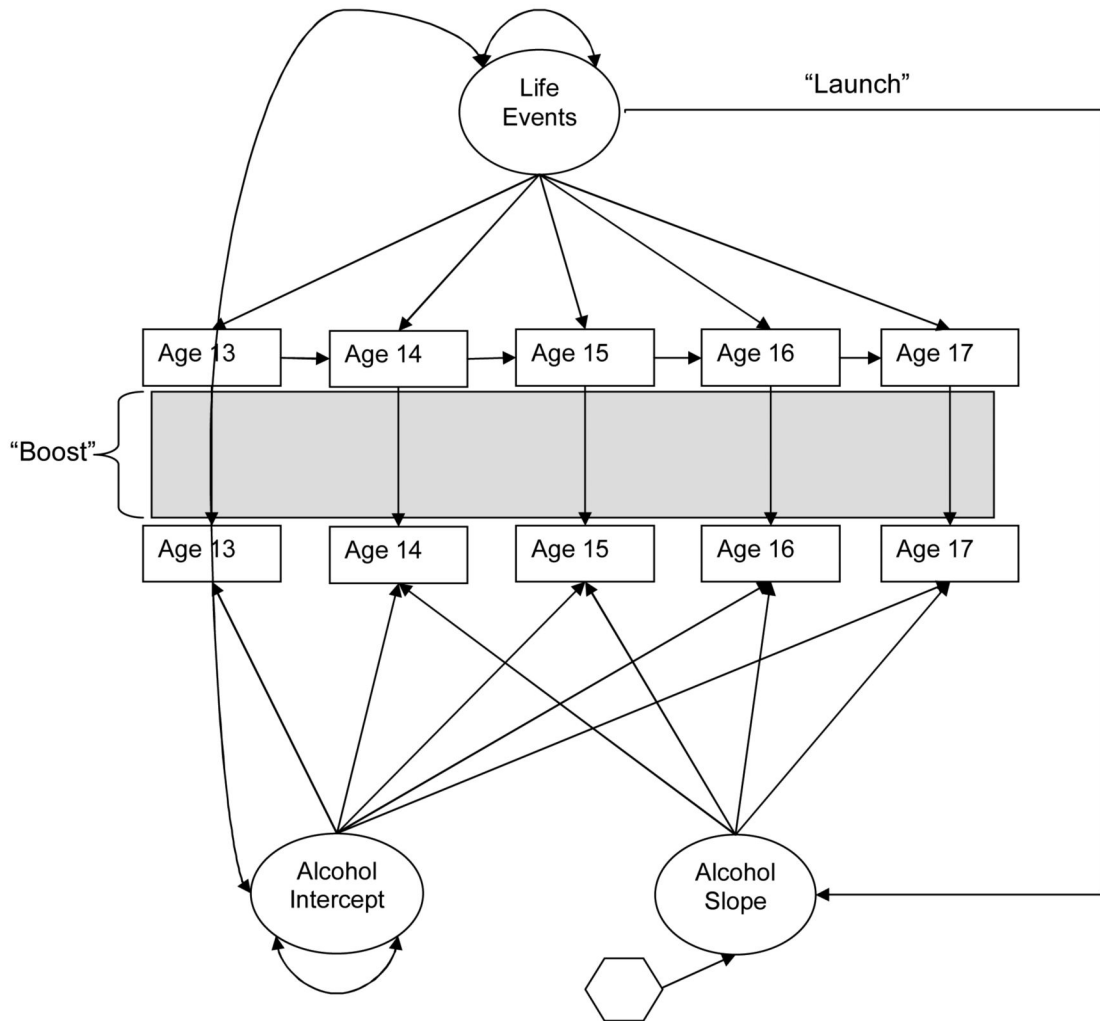 Life
Events
“Launch”
Age 13
Age 14
Age 15
Age 16
Age 17
“Boost”
Age 13
Age 14
Age 15
Age 16
Age 17
Alcohol
Intercept
Alcohol
Slope